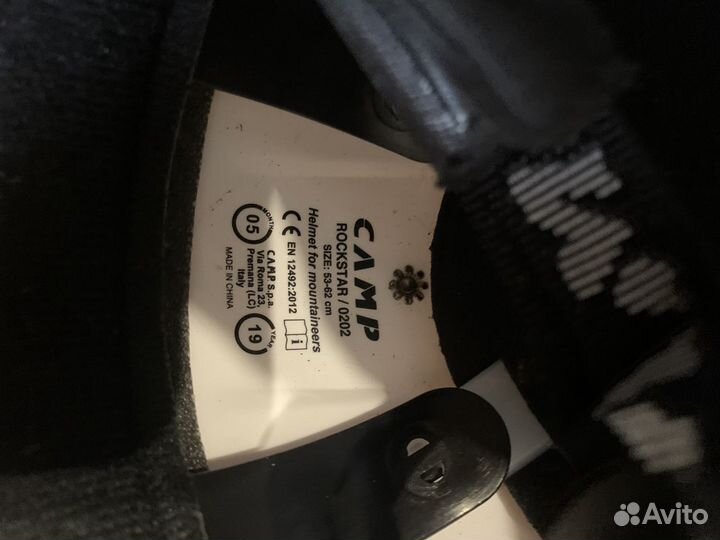 CAMP
ROCKSTAR / 0202
SIZE: 53-62 cm
Helmet for mountaineers
CE EN 12492:2012
i
MONTH
05
C.A.M.P. S.p.a.
Via Roma 23,
Premana (LC)
Italy
MADE IN CHINA
YEAR
19
Avito